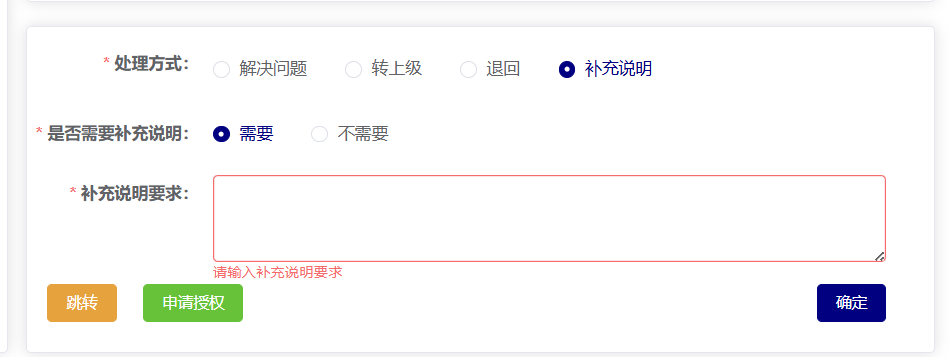 * 处理方式: 解决问题 转上级 退回 补充说明
* 是否需要补充说明: 需要 不需要
* 补充说明要求:
请输入补充说明要求
跳转 申请授权 确定